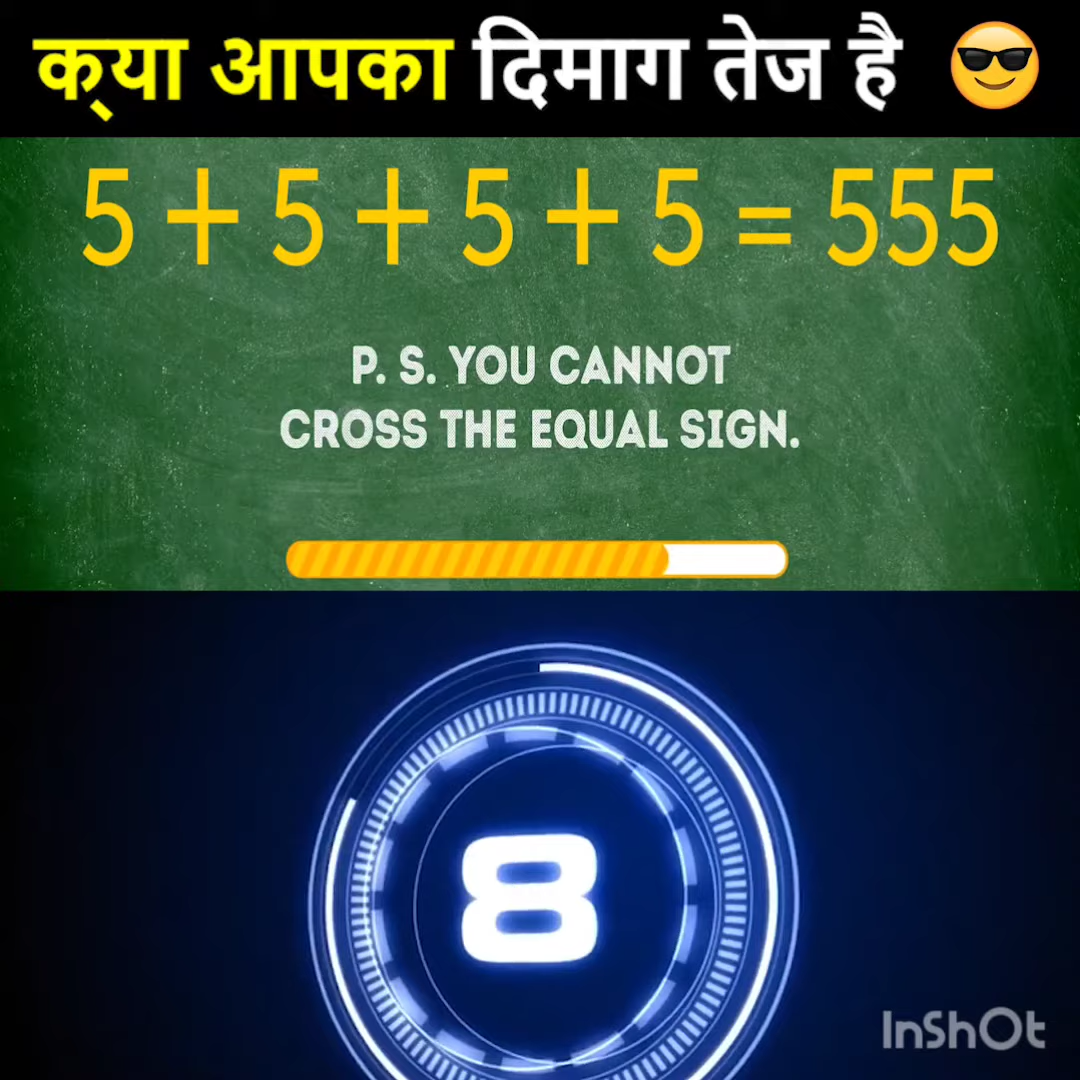 क्या आपका दिमाग तेज है 😎
5 + 5 + 5 + 5 = 555
P. S. YOU CANNOT
CROSS THE EQUAL SIGN.
8
InShOt